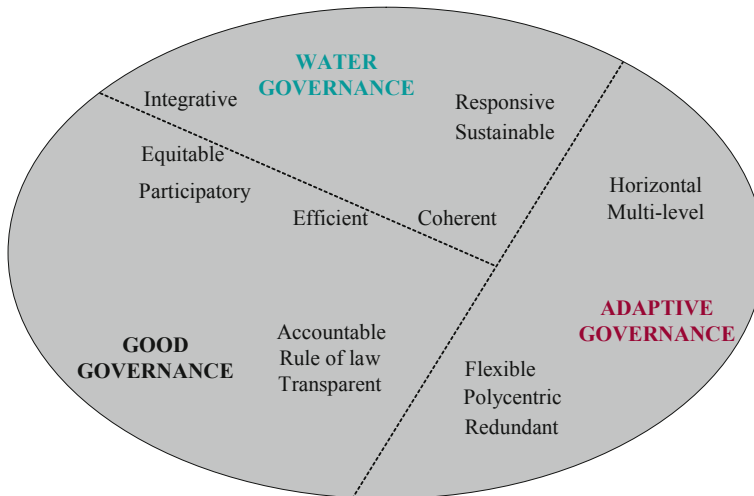 WATER
GOVERNANCE
Integrative
Responsive
Sustainable
Equitable
Participatory
Efficient
Coherent
Horizontal
Multi-level
ADAPTIVE
GOVERNANCE
GOOD
GOVERNANCE
Accountable
Rule of law
Transparent
Flexible
Polycentric
Redundant